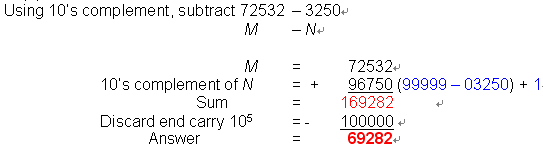 Using 10's complement, subtract 72532 – 3250↵
M – N↵
M = 72532↵
10's complement of N = + 96750 (99999 – 03250) + 1
Sum = 169282 ↵
Discard end carry 10⁵ = - 100000↵
Answer = 69282↵